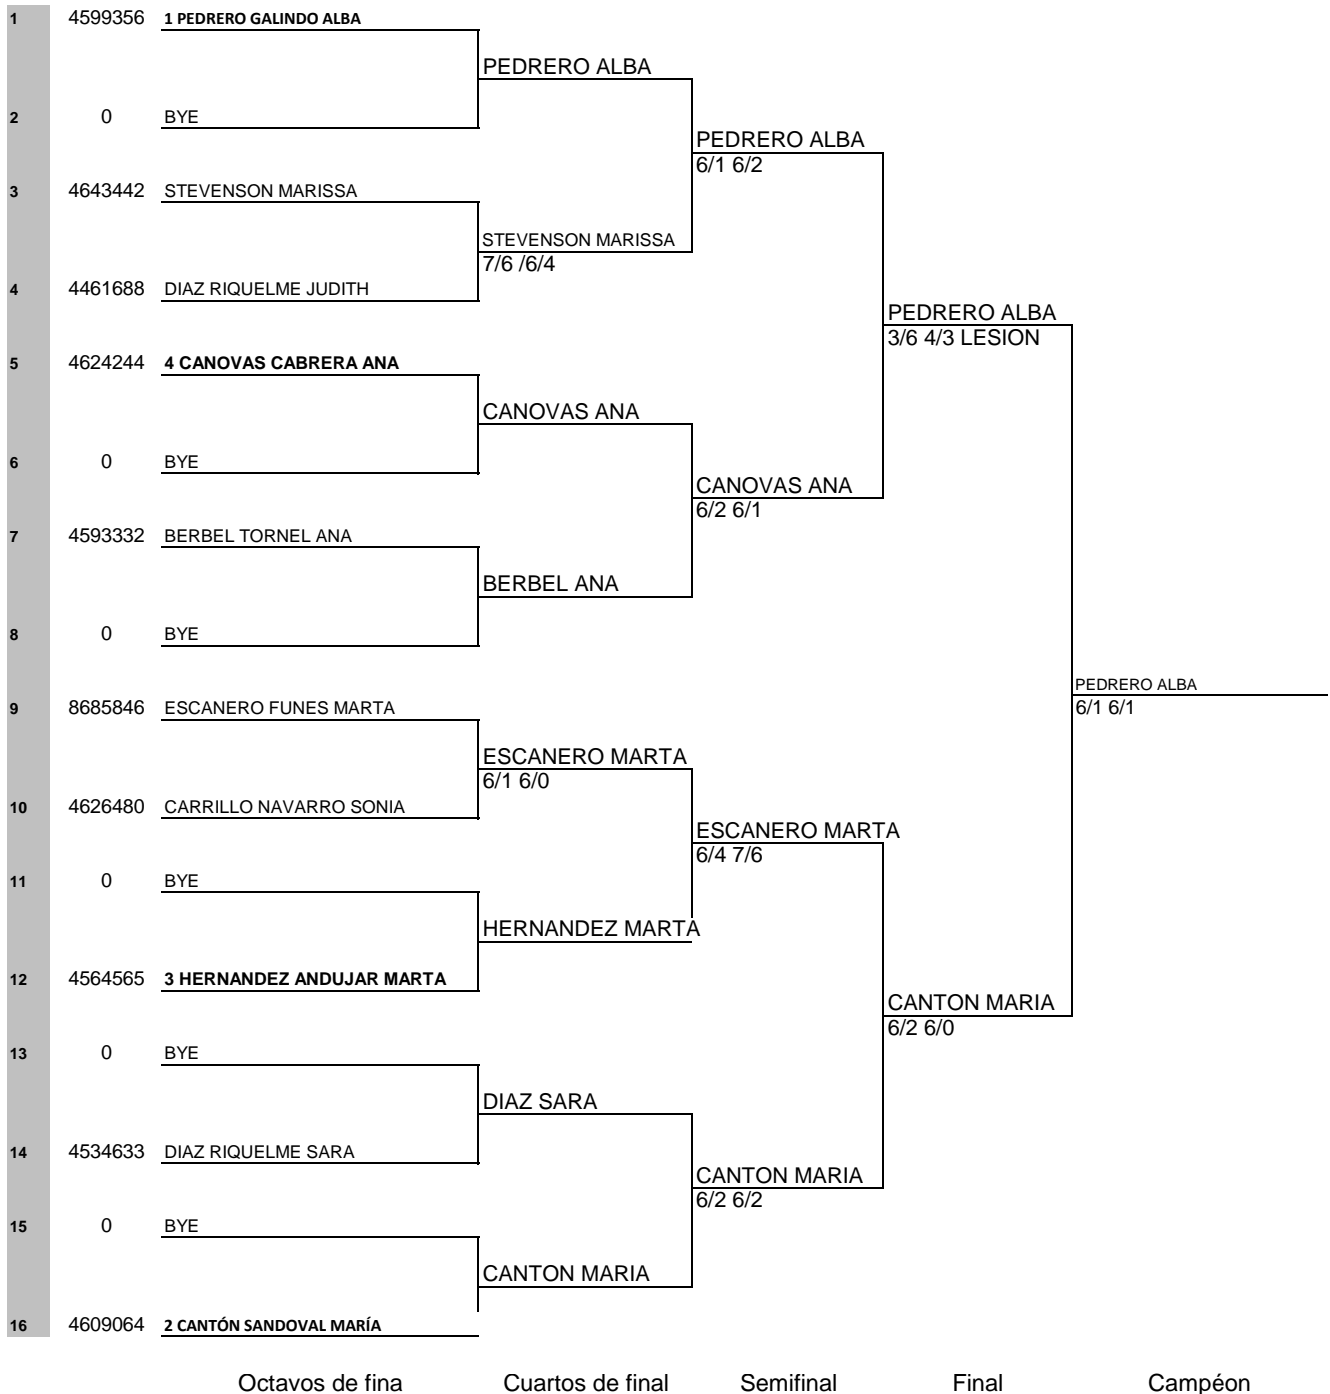 1 4599356 1 PEDRERO GALINDO ALBA
PEDRERO ALBA
2 0 BYE
PEDRERO ALBA
6/1 6/2
3 4643442 STEVENSON MARISSA
STEVENSON MARISSA
7/6 /6/4
4 4461688 DIAZ RIQUELME JUDITH
PEDRERO ALBA
3/6 4/3 LESION
5 4624244 4 CANOVAS CABRERA ANA
CANOVAS ANA
6 0 BYE
CANOVAS ANA
6/2 6/1
7 4593332 BERBEL TORNEL ANA
BERBEL ANA
8 0 BYE
PEDRERO ALBA
6/1 6/1
9 8685846 ESCANERO FUNES MARTA
ESCANERO MARTA
6/1 6/0
10 4626480 CARRILLO NAVARRO SONIA
ESCANERO MARTA
6/4 7/6
11 0 BYE
HERNANDEZ MARTA
12 4564565 3 HERNANDEZ ANDUJAR MARTA
CANTON MARIA
6/2 6/0
13 0 BYE
DIAZ SARA
14 4534633 DIAZ RIQUELME SARA
CANTON MARIA
6/2 6/2
15 0 BYE
CANTON MARIA
16 4609064 2 CANTÓN SANDOVAL MARÍA
Octavos de fina Cuartos de final Semifinal Final Campéon